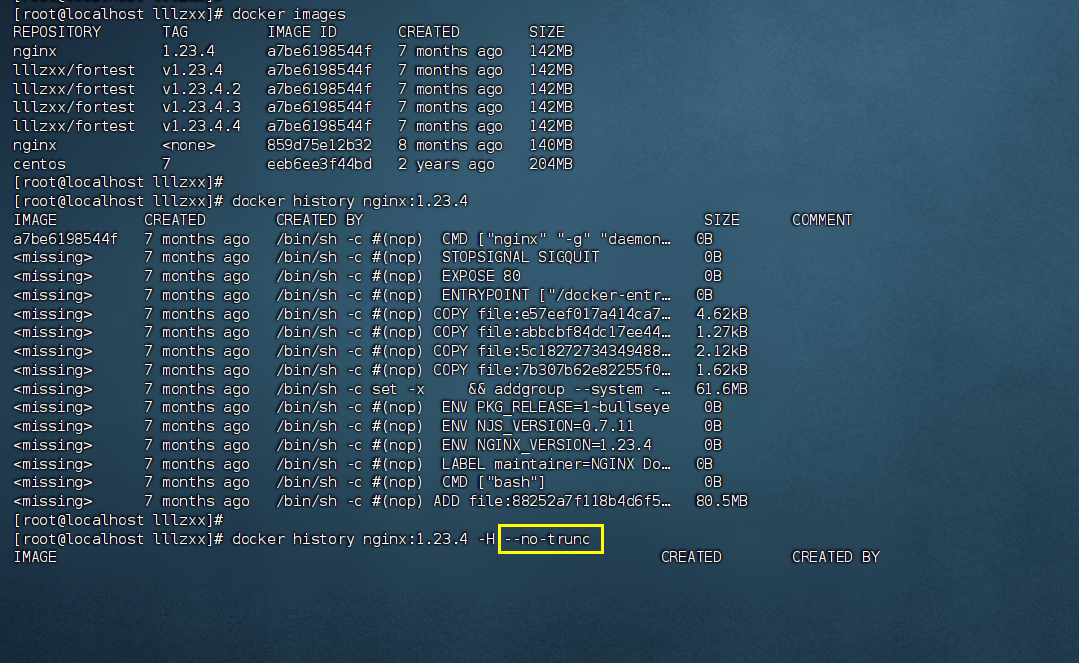 [root@localhost lllzxx]# docker images
REPOSITORY TAG IMAGE ID CREATED SIZE
nginx 1.23.4 a7be6198544f 7 months ago 142MB
lllzxx/fortest v1.23.4 a7be6198544f 7 months ago 142MB
lllzxx/fortest v1.23.4.2 a7be6198544f 7 months ago 142MB
lllzxx/fortest v1.23.4.3 a7be6198544f 7 months ago 142MB
lllzxx/fortest v1.23.4.4 a7be6198544f 7 months ago 142MB
nginx <none> 859d75e12b32 8 months ago 140MB
centos 7 eeb6ee3f44bd 2 years ago 204MB
[root@localhost lllzxx]#
[root@localhost lllzxx]# docker history nginx:1.23.4
IMAGE CREATED CREATED BY SIZE COMMENT
a7be6198544f 7 months ago /bin/sh -c #(nop) CMD ["nginx" "-g" "daemon… 0B
<missing> 7 months ago /bin/sh -c #(nop) STOPSIGNAL SIGQUIT 0B
<missing> 7 months ago /bin/sh -c #(nop) EXPOSE 80 0B
<missing> 7 months ago /bin/sh -c #(nop) ENTRYPOINT ["/docker-entr… 0B
<missing> 7 months ago /bin/sh -c #(nop) COPY file:e57eef017a414ca7… 4.62kB
<missing> 7 months ago /bin/sh -c #(nop) COPY file:abbcbf84dc17ee44… 1.27kB
<missing> 7 months ago /bin/sh -c #(nop) COPY file:5c18272734349488… 2.12kB
<missing> 7 months ago /bin/sh -c #(nop) COPY file:7b307b62e82255f0… 1.62kB
<missing> 7 months ago /bin/sh -c set -x && addgroup --system -… 61.6MB
<missing> 7 months ago /bin/sh -c #(nop) ENV PKG_RELEASE=1~bullseye 0B
<missing> 7 months ago /bin/sh -c #(nop) ENV NJS_VERSION=0.7.11 0B
<missing> 7 months ago /bin/sh -c #(nop) ENV NGINX_VERSION=1.23.4 0B
<missing> 7 months ago /bin/sh -c #(nop) LABEL maintainer=NGINX Do… 0B
<missing> 7 months ago /bin/sh -c #(nop) CMD ["bash"] 0B
<missing> 7 months ago /bin/sh -c #(nop) ADD file:88252a7f118b4d6f5… 80.5MB
[root@localhost lllzxx]#
[root@localhost lllzxx]# docker history nginx:1.23.4 -H --no-trunc
IMAGE CREATED CREATED BY